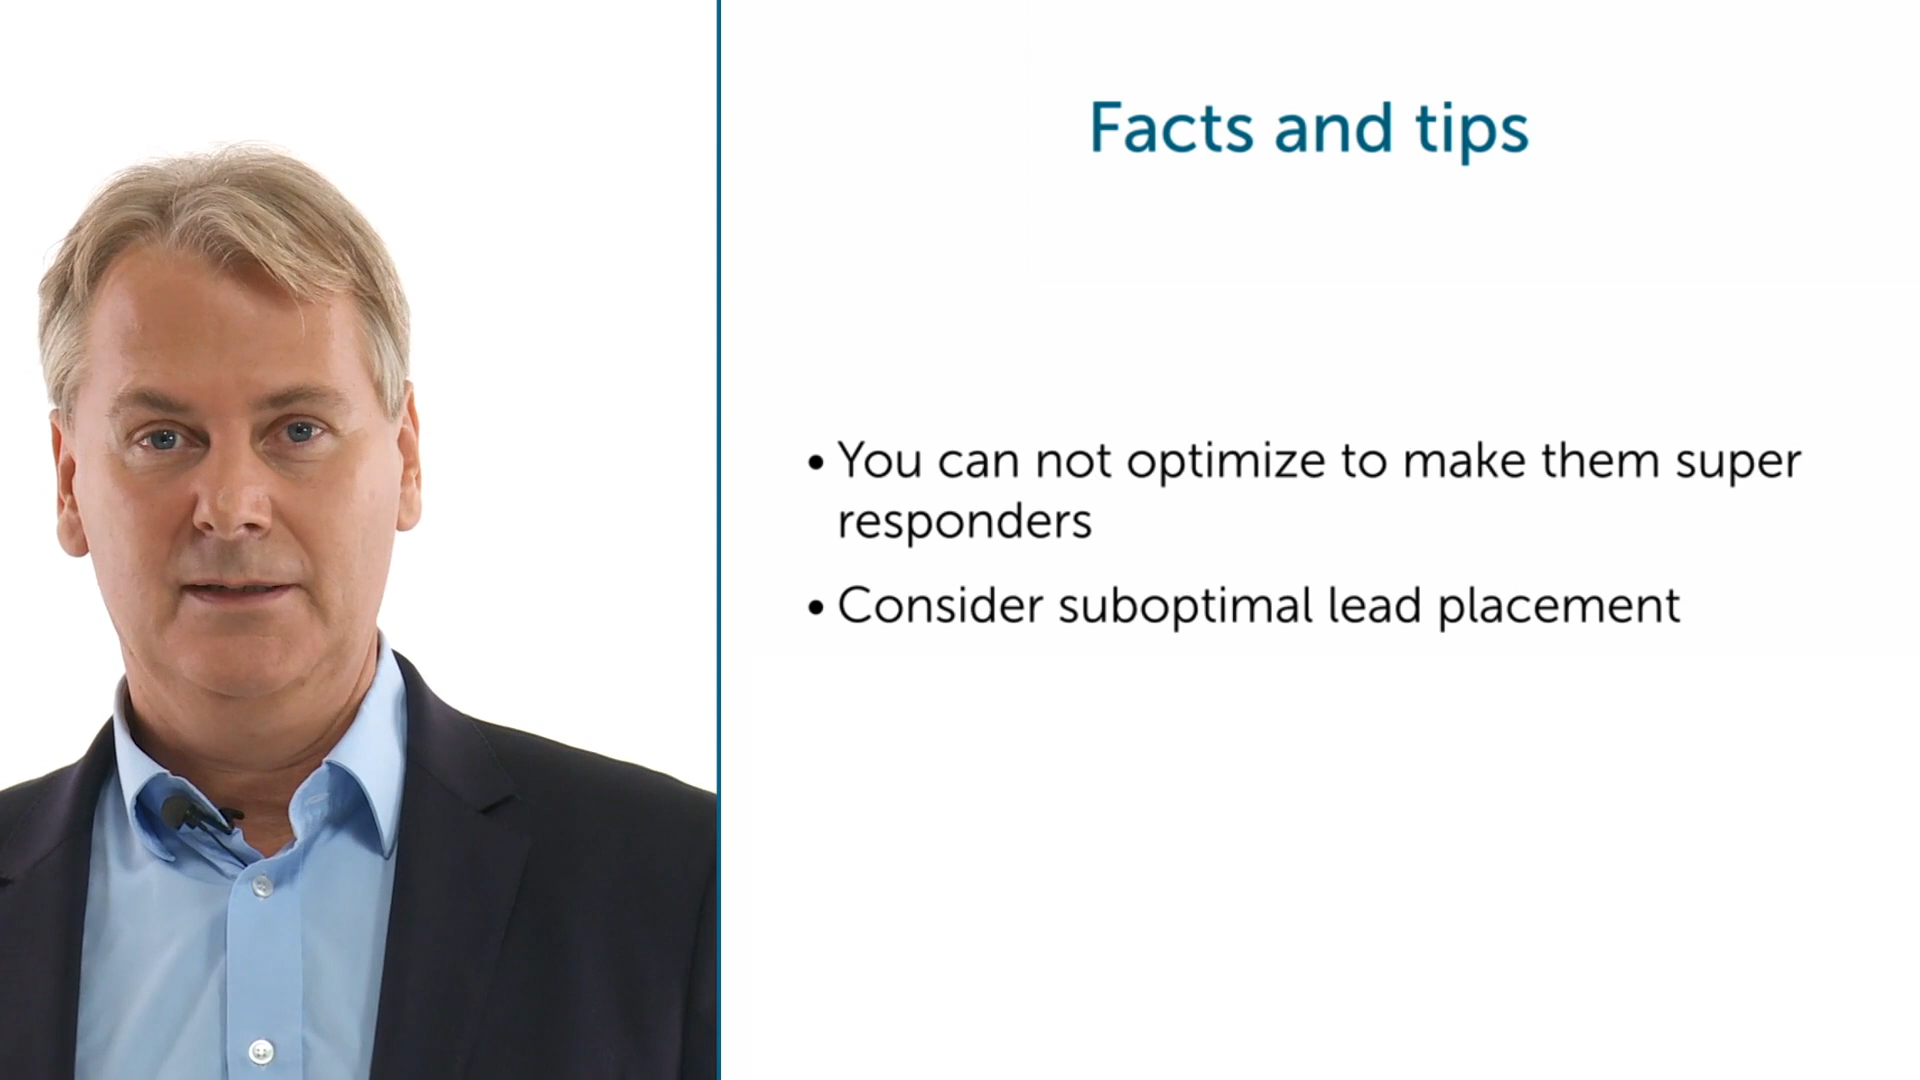 Facts and tips
• You can not optimize to make them super
responders
• Consider suboptimal lead placement